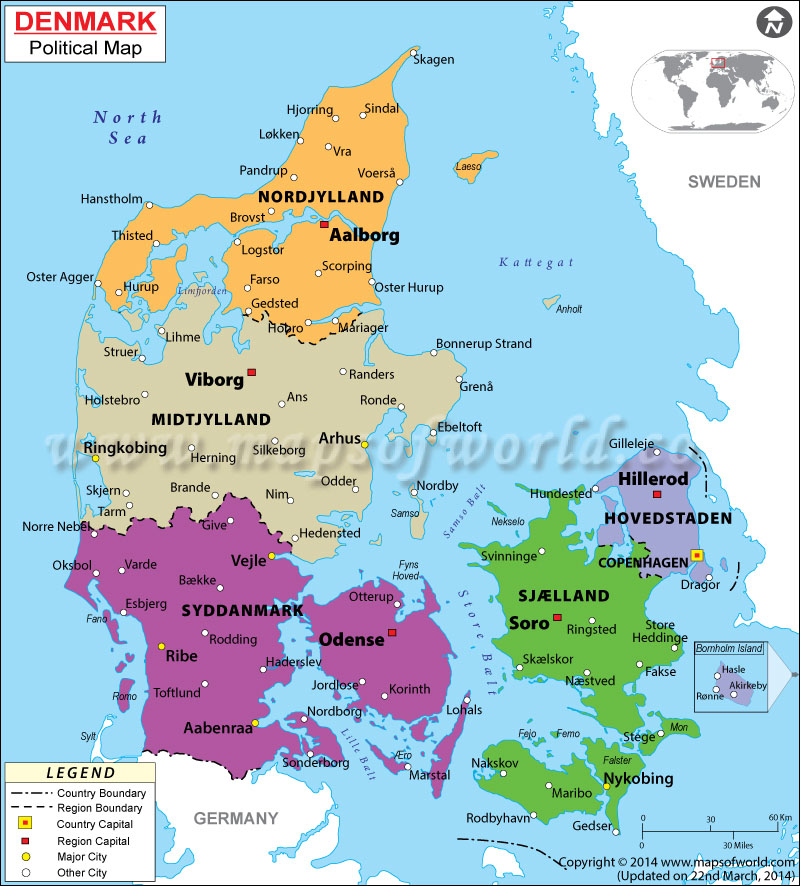 DENMARK
Political Map
N
North
Sea
Skagen
Hjorring
Sindal
Løkken
Vra
Pandrup
Voerså
Laeso
SWEDEN
NORDJYLLAND
Hanstholm
Brovst
Aalborg
Thisted
Logstor
Kattegat
Scorping
Oster Agger
Hurup
Limfjorden
Farso
Oster Hurup
Gedsted
Anholt
Hobro
Mariager
Lihme
Struer
Bonnerup Strand
Viborg
Randers
Grenå
Holstebro
Ans
Ronde
MIDTJYLLAND
Ebeltoft
Arhus
Ringkobing
Silkeborg
Herning
www.mapsofworld.co
Gilleleje
Hillerod
Skjern
Brande
Nim
Odder
Nordby
Hundested
Tarm
Samso
Samso Bælt
Nekselo
HOVEDSTADEN
Norre Nebel
Give
Hedensted
Vejle
Svinninge
COPENHAGEN
Oksbol
Varde
Fyns
Hoved
Dragor
Bække
Otterup
SJÆLLAND
Esbjerg
SYDDANMARK
Store Bælt
Fano
Soro
Ringsted
Store
Heddinge
Rodding
Odense
Ribe
Bornholm Island
Haderslev
Skælskor
Fakse
Hasle
Næstved
Toftlund
Jordlose
Korinth
Akirkeby
Rønne
Romo
Nordborg
Lohals
Aabenraa
Mon
Sylt
Lille Bælt
Fejo
Femo
Stege
Æro
Sonderborg
Marstal
Nakskov
Falster
Nykobing
Maribo
LEGEND
Country Boundary
Region Boundary
Country Capital
Region Capital
Major City
Other City
GERMANY
Rodbyhavn
Gedser
0 30 60 Km
0 30 Miles
Copyright © 2014 www.mapsofworld.com
(Updated on 22nd March, 2014)